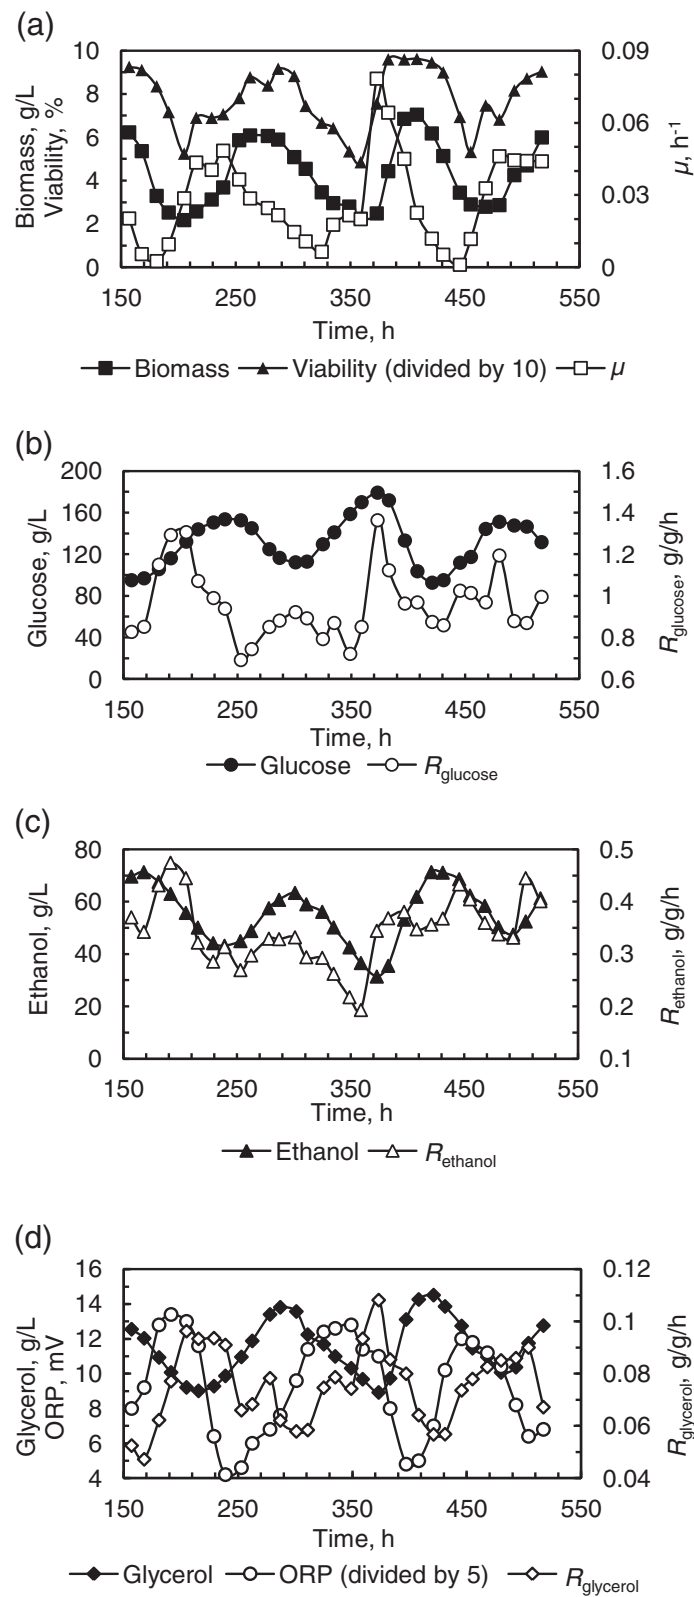 (a)
10
8
6
4
2
0
Biomass, g/L
Viability, %
0.09
0.06
0.03
0
μ, h-1
150 250 350 450 550
Time, h
Biomass Viability (divided by 10) μ
(b)
200
160
120
80
40
0
Glucose, g/L
1.6
1.4
1.2
1
0.8
0.6
Rglucose, g/g/h
150 250 350 450 550
Time, h
Glucose Rglucose
(c)
80
60
40
20
0
Ethanol, g/L
0.5
0.4
0.3
0.2
0.1
Rethanol, g/g/h
150 250 350 450 550
Time, h
Ethanol Rethanol
(d)
16
14
12
10
8
6
4
Glycerol, g/L
ORP, mV
0.12
0.1
0.08
0.06
0.04
Rglycerol, g/g/h
150 250 350 450 550
Time, h
Glycerol ORP (divided by 5) Rglycerol